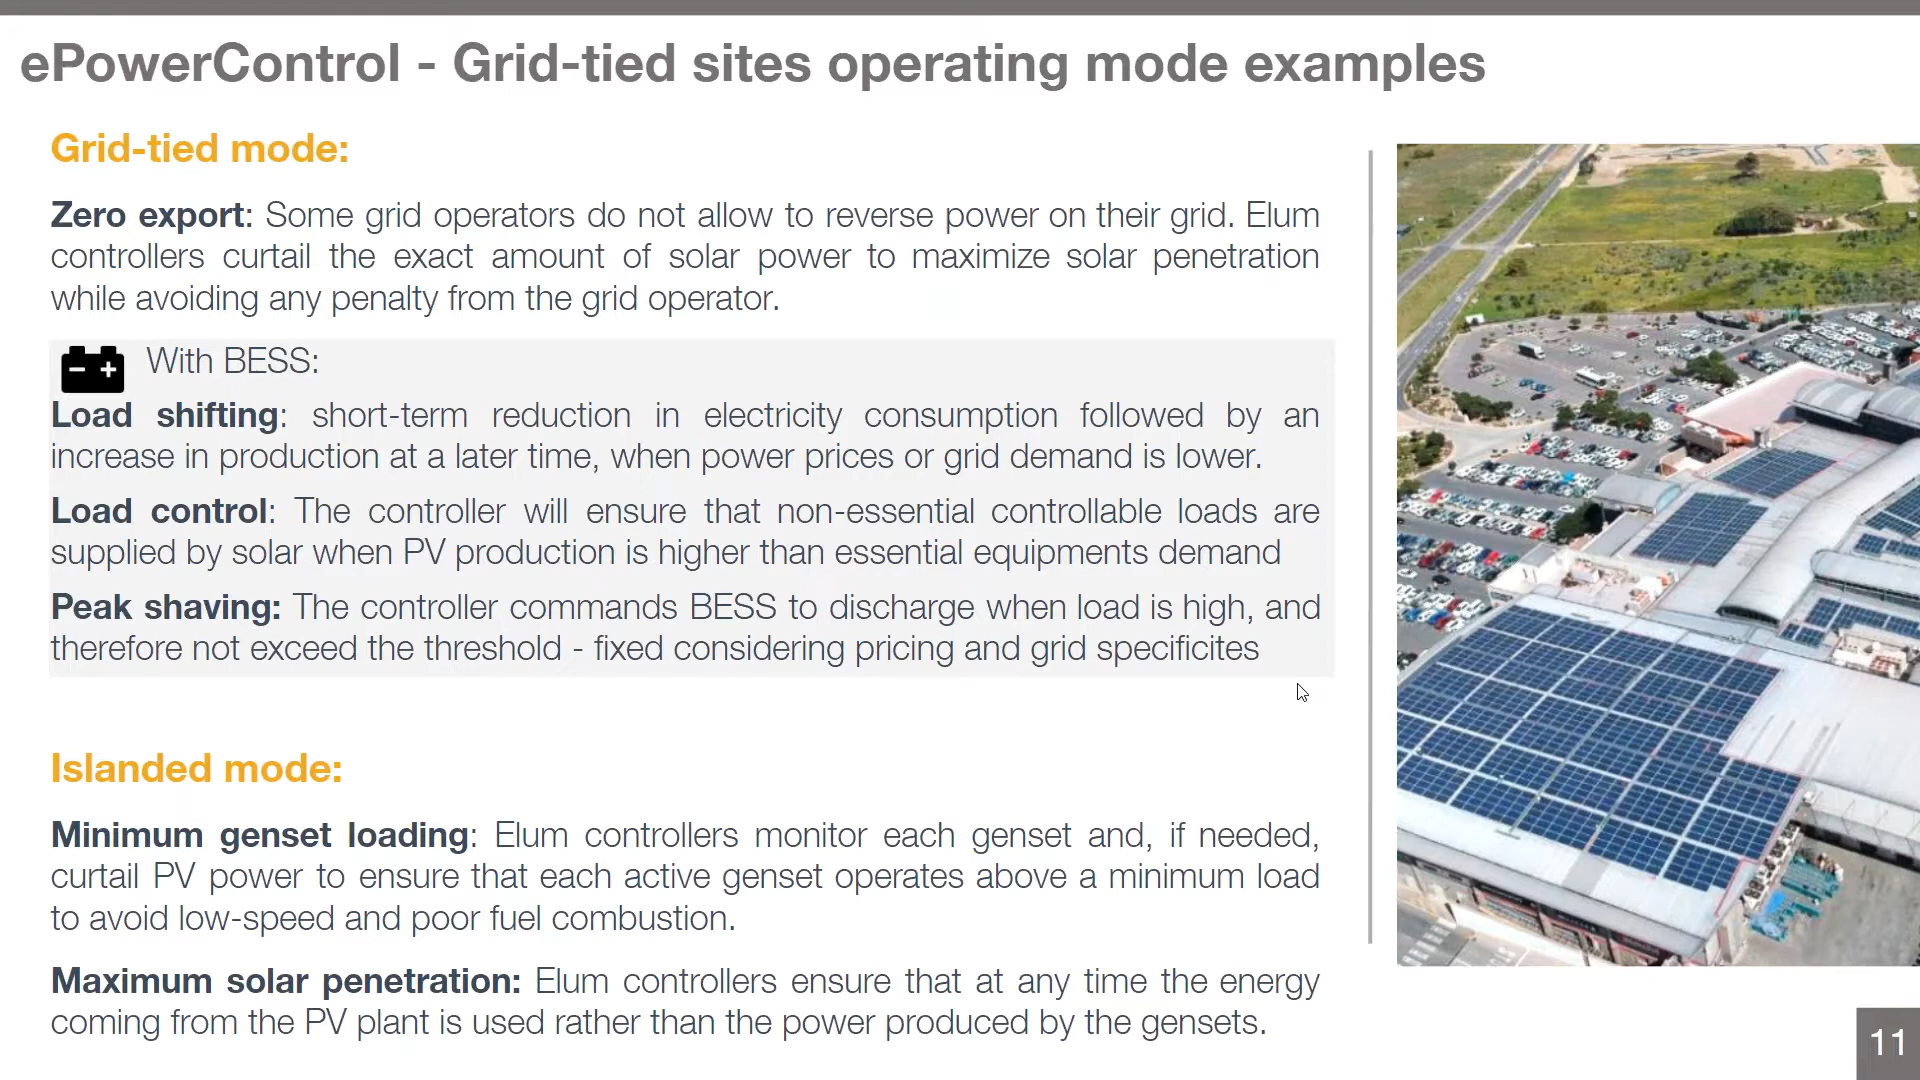 ePowerControl - Grid-tied sites operating mode examples
Grid-tied mode:
Zero export: Some grid operators do not allow to reverse power on their grid. Elum
controllers curtail the exact amount of solar power to maximize solar penetration
while avoiding any penalty from the grid operator.
With BESS:
Load shifting: short-term reduction in electricity consumption followed by an
increase in production at a later time, when power prices or grid demand is lower.
Load control: The controller will ensure that non-essential controllable loads are
supplied by solar when PV production is higher than essential equipments demand
Peak shaving: The controller commands BESS to discharge when load is high, and
therefore not exceed the threshold - fixed considering pricing and grid specificites
Islanded mode:
Minimum genset loading: Elum controllers monitor each genset and, if needed,
curtail PV power to ensure that each active genset operates above a minimum load
to avoid low-speed and poor fuel combustion.
Maximum solar penetration: Elum controllers ensure that at any time the energy
coming from the PV plant is used rather than the power produced by the gensets.
11